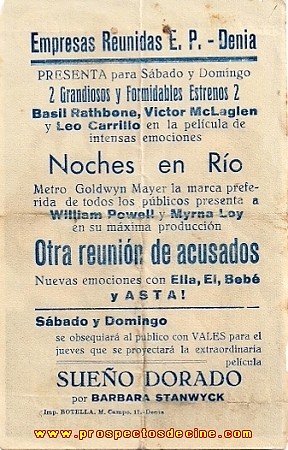 Empresas Reunidas E. P. - Denia
PRESENTA para Sábado y Domingo
2 Grandiosos y Formidables Estrenos 2
Basil Rathbone, Victor McLaglen
y Leo Carrillo en la película de
intensas emociones
Noches en Río
Metro Goldwyn Mayer la marca prefe-
rida de todos los públicos presenta a
William Powell y Myrna Loy
en su máxima producción
Otra reunión de acusados
Nuevas emociones con Ella, El, Bebé
y ASTA!
Sábado y Domingo
se obsequiará al público con VALES para el
jueves que se proyectará la extraordinaria
película
SUEÑO DORADO
por BARBARA STANWYCK
Imp. BOTELLA, M. Campo, 17.-Denia
www.prospectosdecine.com